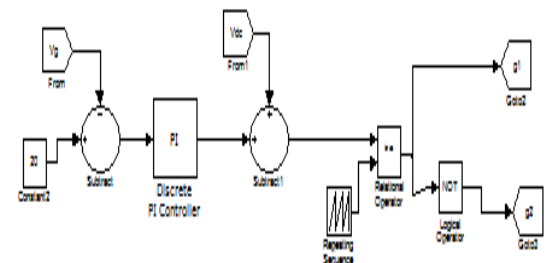 Vg
From
Vdc
From1
g1
Goto2
-
+
20
Constant2
Subtract
PI
Discrete
PI Controller
+
+
Subtract1
Relational
Operator
NOT
Logical
Operator
g2
Goto3
Repeating
Sequence